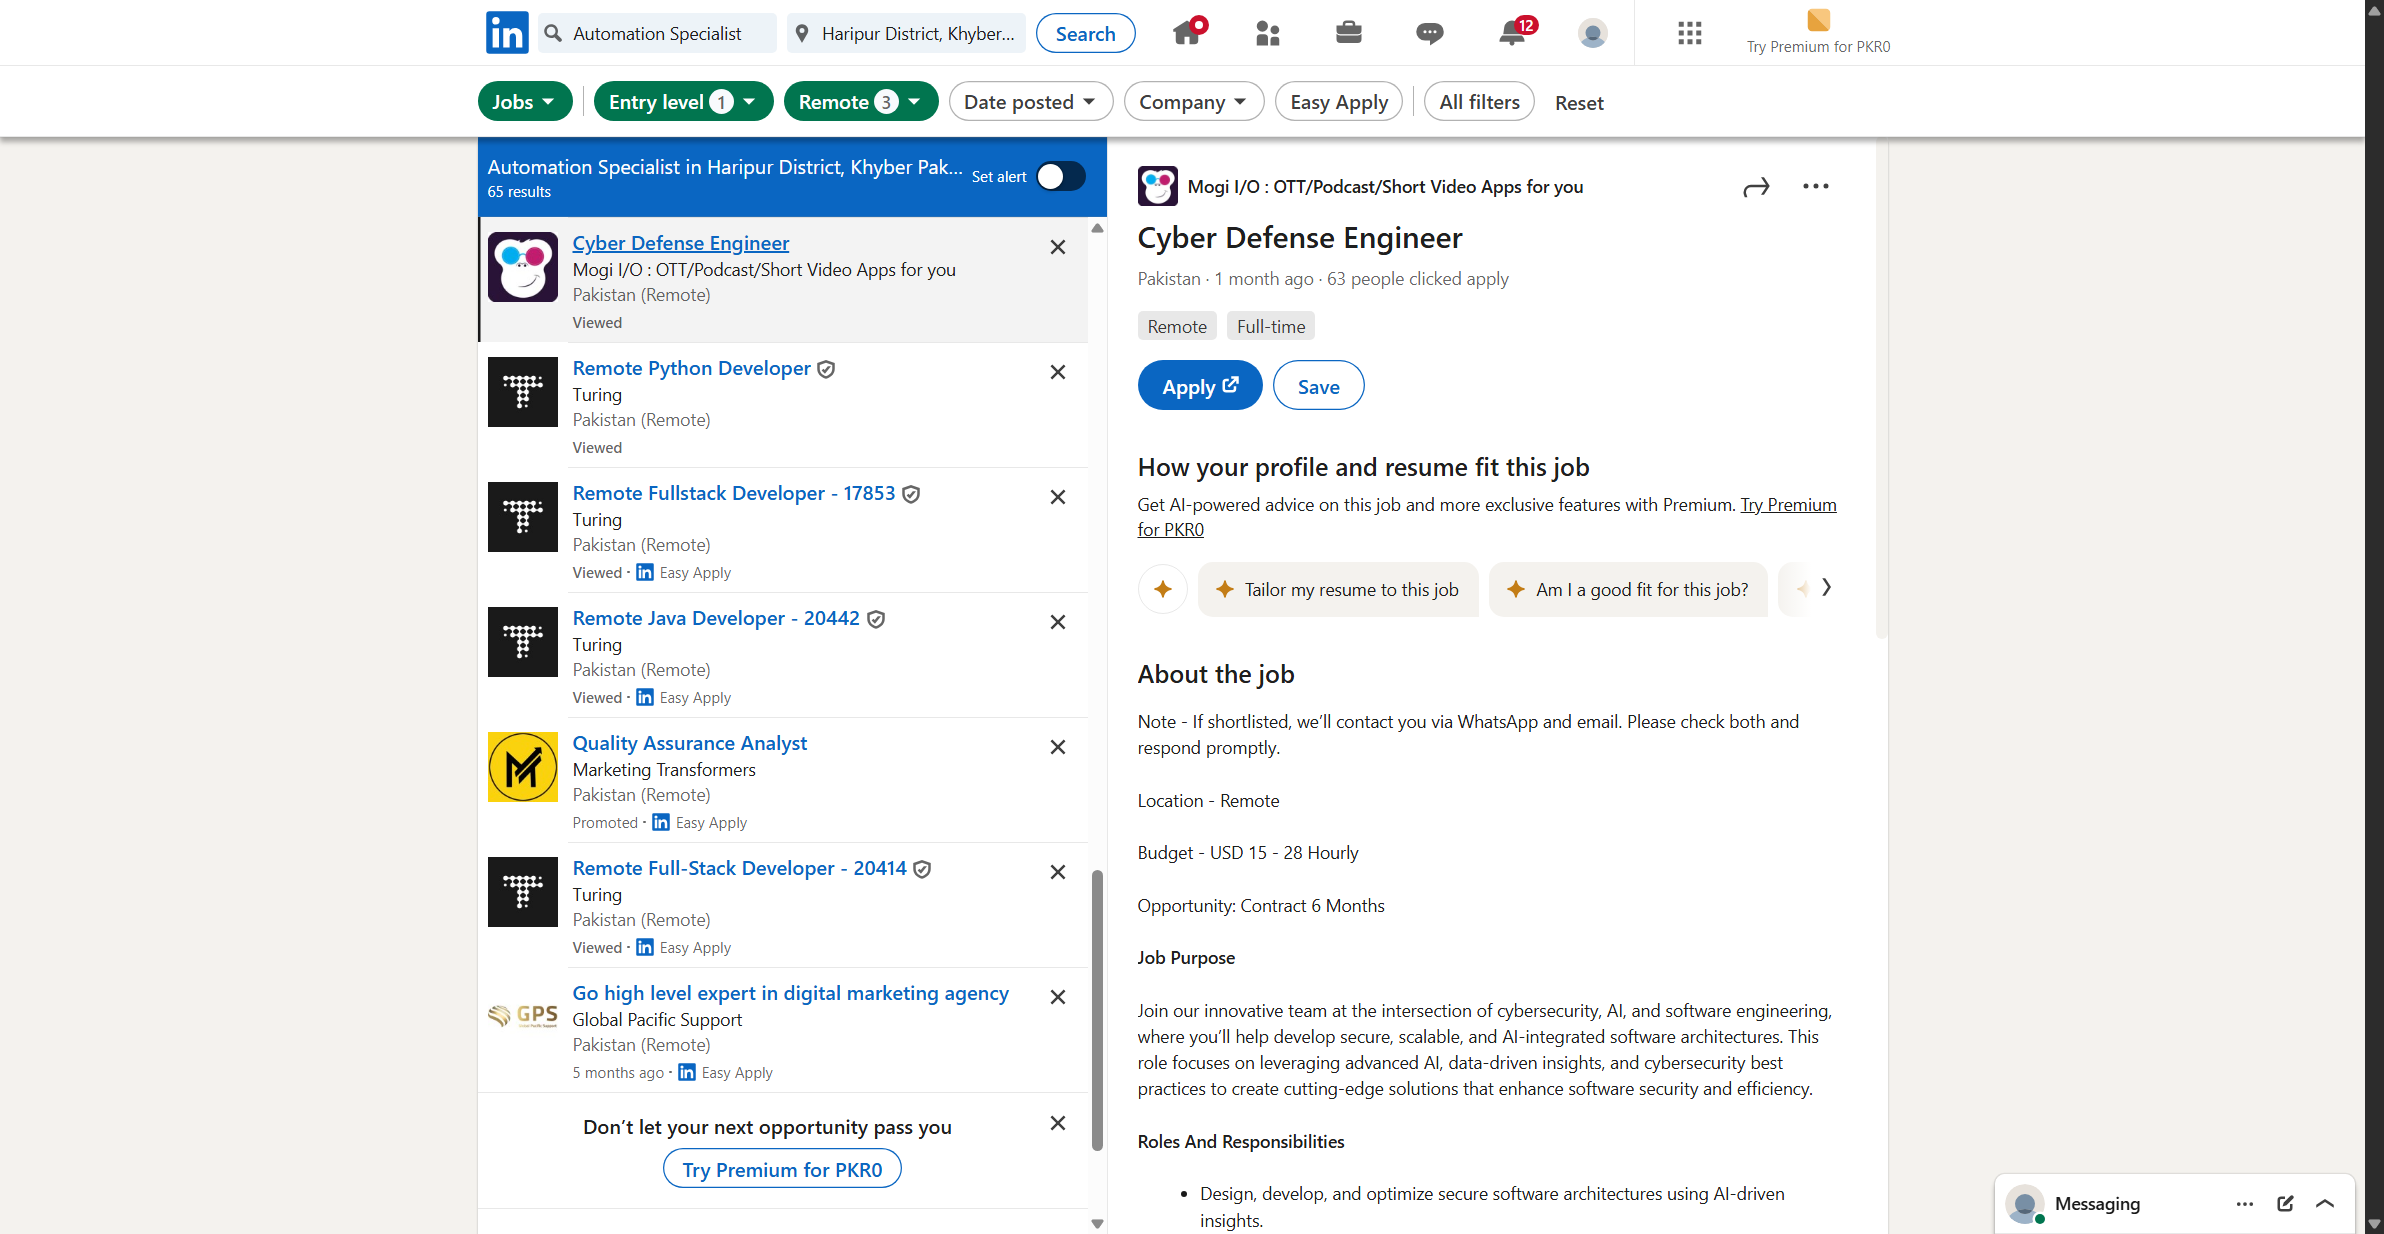 Automation Specialist
Haripur District, Khyber...
Search
12
Try Premium for PKR0
Jobs
Entry level 1
Remote 3
Date posted
Company
Easy Apply
All filters
Reset
Automation Specialist in Haripur District, Khyber Pak...
65 results
Set alert
Cyber Defense Engineer
Mogi I/O : OTT/Podcast/Short Video Apps for you
Pakistan (Remote)
Viewed
Remote Python Developer
Turing
Pakistan (Remote)
Viewed
Remote Fullstack Developer - 17853
Turing
Pakistan (Remote)
Viewed · in Easy Apply
Remote Java Developer - 20442
Turing
Pakistan (Remote)
Viewed · in Easy Apply
Quality Assurance Analyst
Marketing Transformers
Pakistan (Remote)
Promoted · in Easy Apply
Remote Full-Stack Developer - 20414
Turing
Pakistan (Remote)
Viewed · in Easy Apply
GPS
Go high level expert in digital marketing agency
Global Pacific Support
Pakistan (Remote)
5 months ago · in Easy Apply
Don’t let your next opportunity pass you
Try Premium for PKR0
Mogi I/O : OTT/Podcast/Short Video Apps for you
Cyber Defense Engineer
Pakistan · 1 month ago · 63 people clicked apply
Remote
Full-time
Apply
Save
How your profile and resume fit this job
Get AI-powered advice on this job and more exclusive features with Premium. Try Premium
for PKR0
Tailor my resume to this job
Am I a good fit for this job?
About the job
Note - If shortlisted, we’ll contact you via WhatsApp and email. Please check both and
respond promptly.
Location - Remote
Budget - USD 15 - 28 Hourly
Opportunity: Contract 6 Months
Job Purpose
Join our innovative team at the intersection of cybersecurity, AI, and software engineering,
where you’ll help develop secure, scalable, and AI-integrated software architectures. This
role focuses on leveraging advanced AI, data-driven insights, and cybersecurity best
practices to create cutting-edge solutions that enhance software security and efficiency.
Roles And Responsibilities
• Design, develop, and optimize secure software architectures using AI-driven
insights.
Messaging